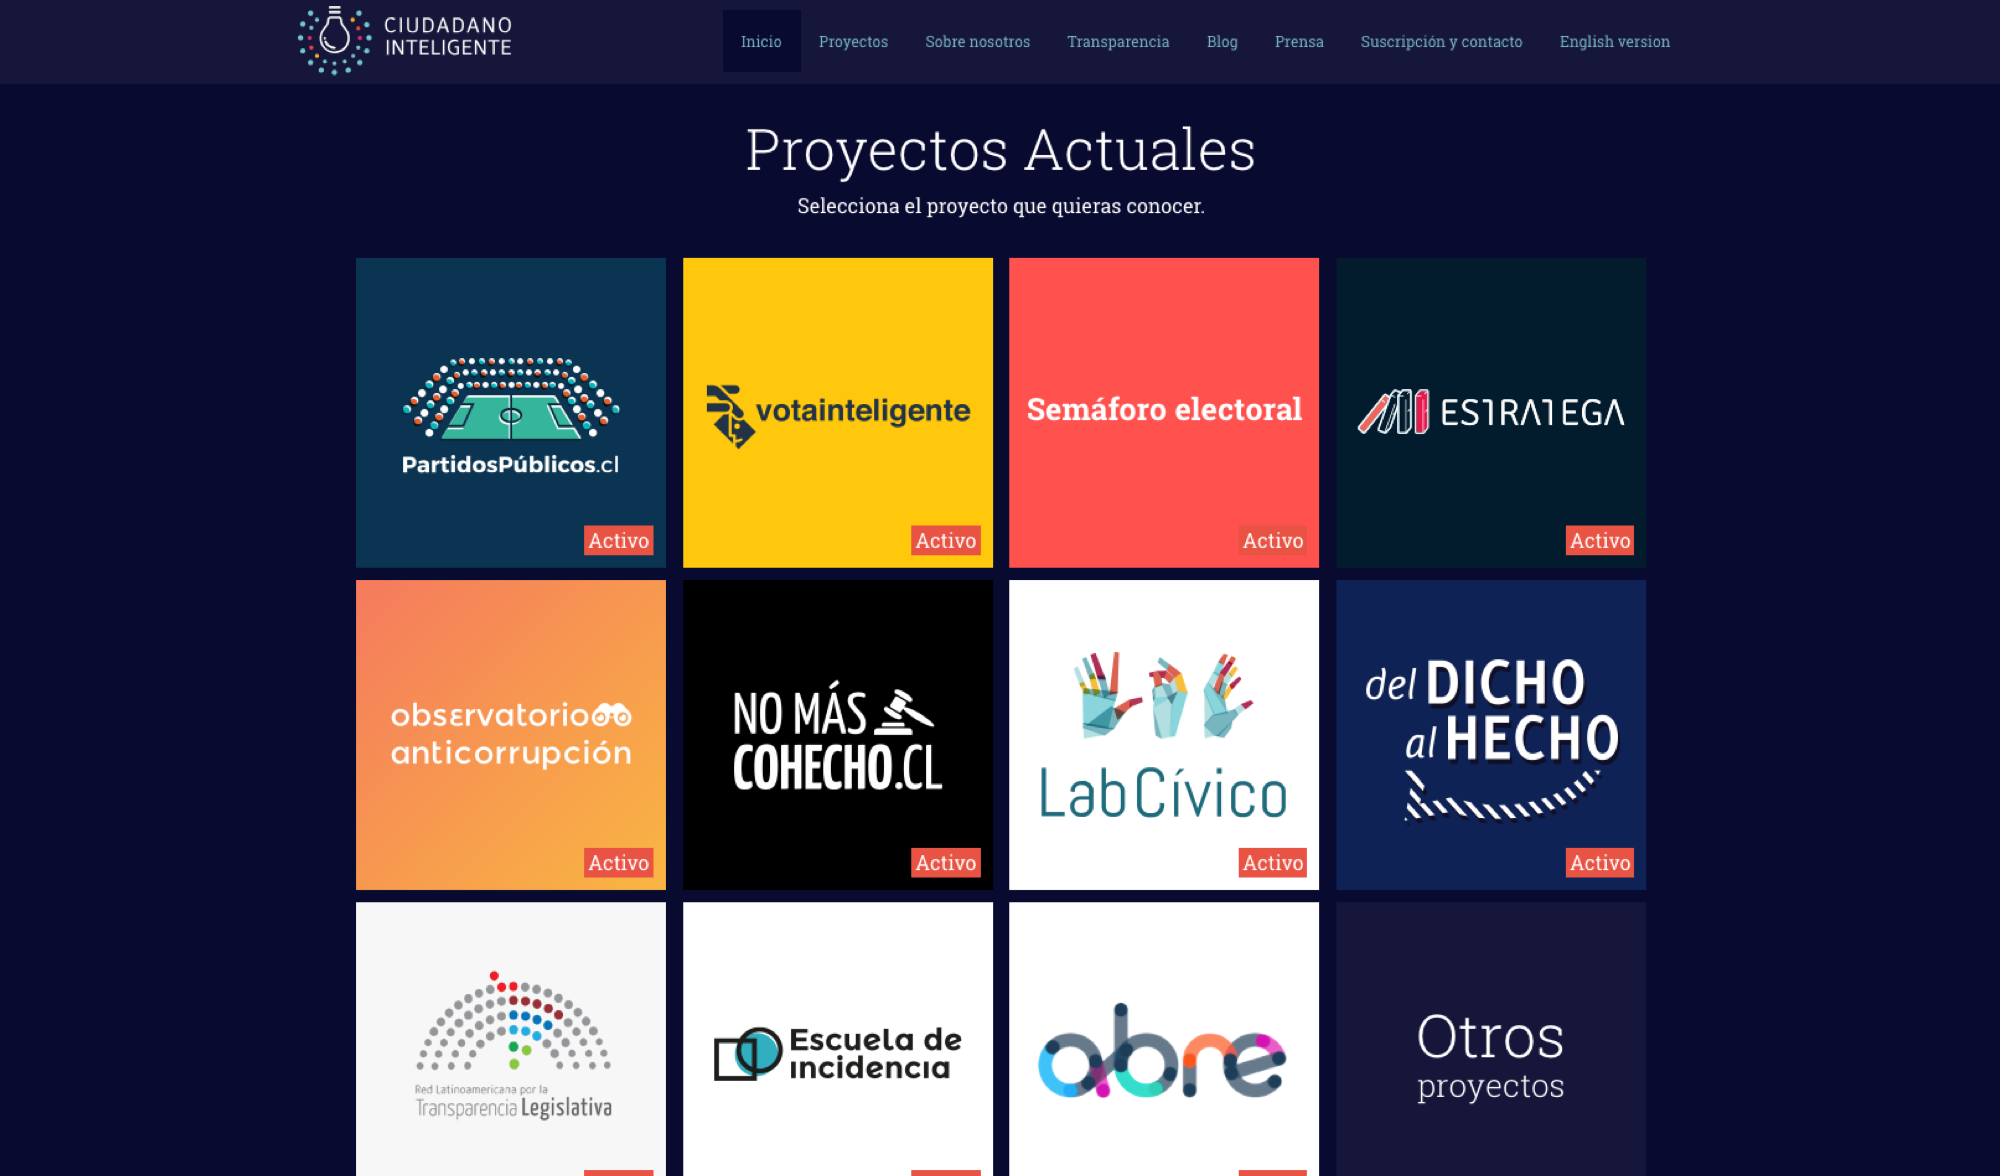 CIUDADANO
INTELIGENTE
Inicio
Proyectos
Sobre nosotros
Transparencia
Blog
Prensa
Suscripción y contacto
English version
Proyectos Actuales
Selecciona el proyecto que quieras conocer.
PartidosPúblicos.cl
Activo
votainteligente
Activo
Semáforo electoral
Activo
ESTRATEGA
Activo
observatorio
anticorrupción
Activo
NO MÁS
COHECHO.CL
Activo
LabCívico
Activo
del DICHO
al HECHO
Activo
Red Latinoamericana por la
Transparencia Legislativa
Escuela de
incidencia
abre
Otros
proyectos